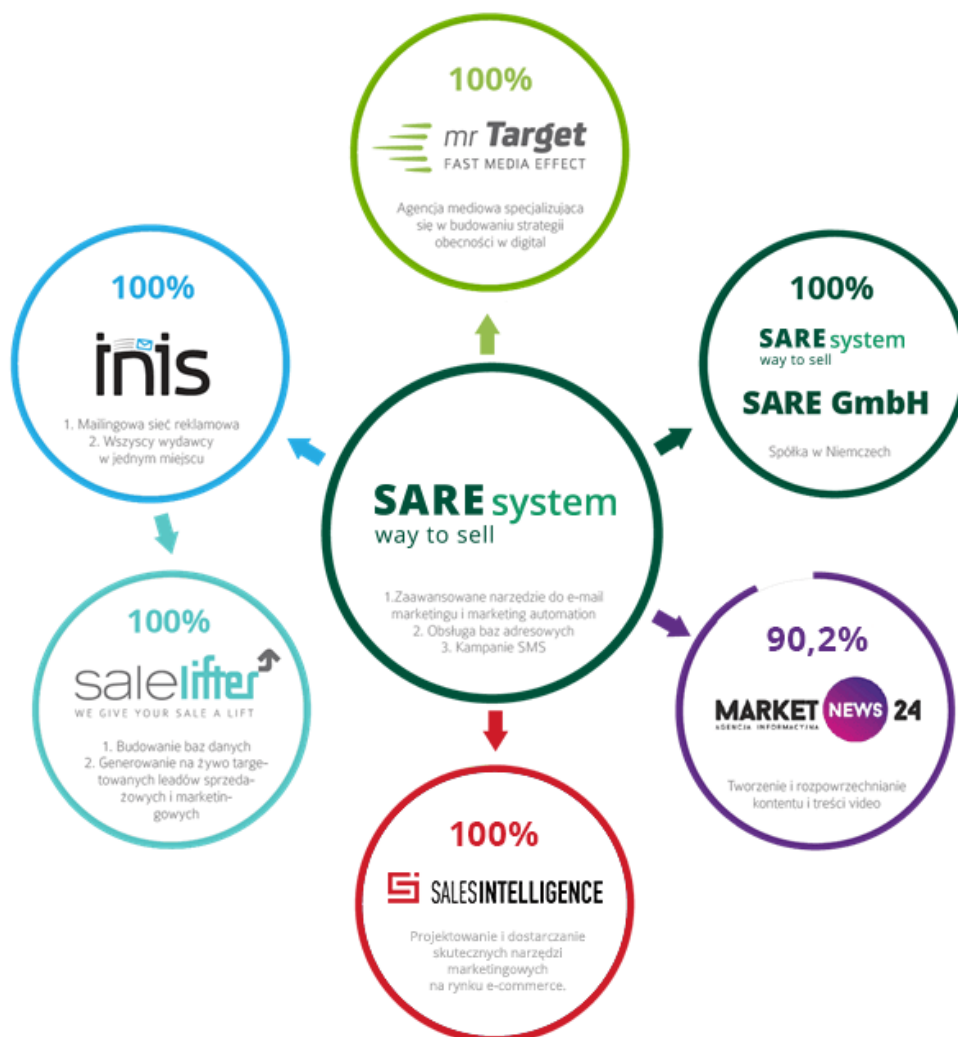 100%
mr Target
FAST MEDIA EFFECT
Agencja mediowa specjalizująca
się w budowaniu strategii
obecności w digital
100%
inis
1. Mailingowa sieć reklamowa
2. Wszyscy wydawcy
w jednym miejscu
100%
SARE system
way to sell
SARE GmbH
Spółka w Niemczech
SARE system
way to sell
1.Zaawansowane narzędzie do e-mail
marketingu i marketing automation
2. Obsługa baz adresowych
3. Kampanie SMS
100%
salelifter
WE GIVE YOUR SALE A LIFT
1. Budowanie baz danych
2. Generowanie na żywo targe-
towanych leadów sprzeda-
żowych i marketin-
gowych
90,2%
MARKET NEWS 24
AGENCJA INFORMACYJNA
Tworzenie i rozpowrzechnianie
kontentu i treści video
100%
SALESINTELLIGENCE
Projektowanie i dostarczanie
skutecznych narzędzi
marketingowych
na rynku e-commerce.